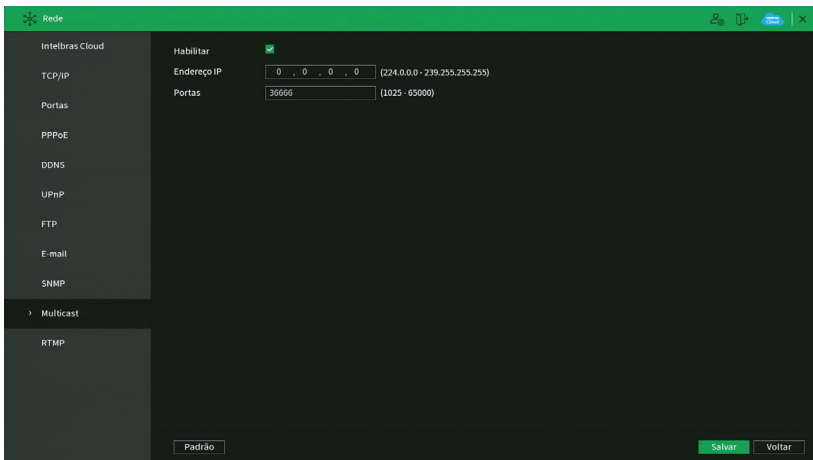 Rede
Intelbras Cloud
TCP/IP
Portas
PPPoE
DDNS
UPnP
FTP
E-mail
SNMP
Multicast
RTMP
Habilitar
Endereço IP 0 . 0 . 0 . 0 (224.0.0.0 - 239.255.255.255)
Portas 36666 (1025 - 65000)
Padrão Salvar Voltar